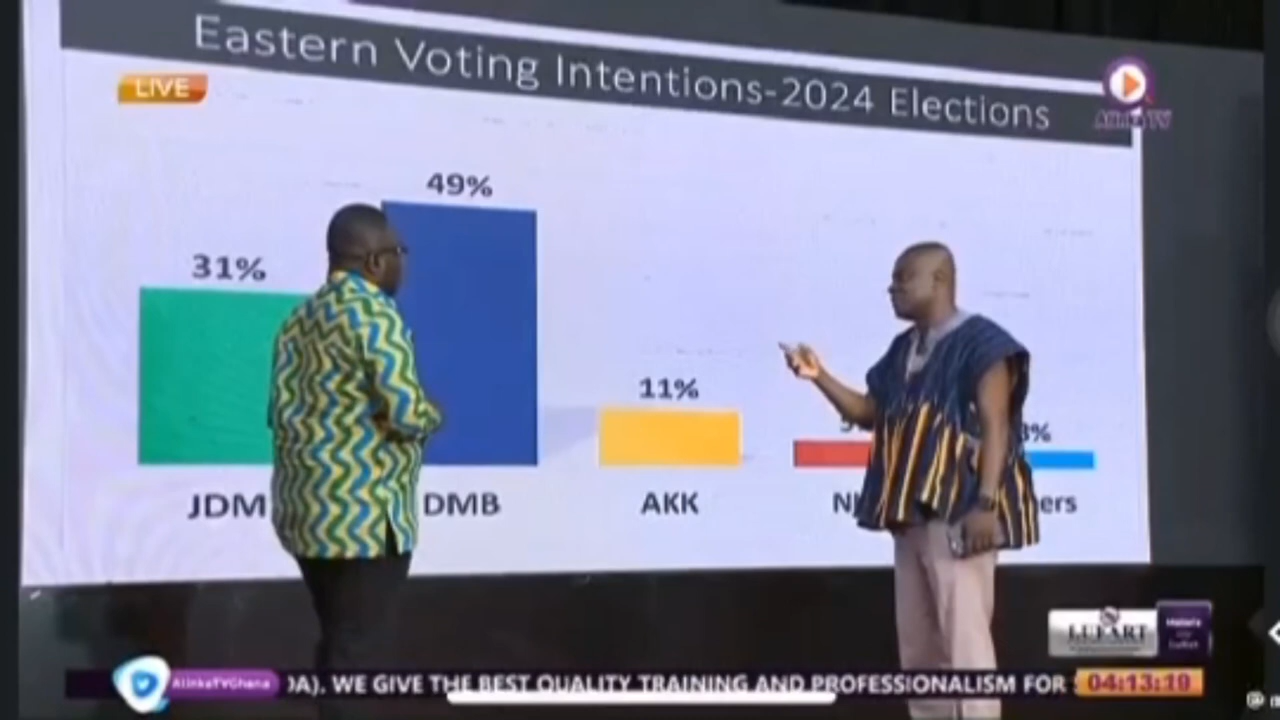 Eastern Voting Intentions-2024 Elections
LIVE
49%
31%
11%
JDM
DMB
AKK
AdinkraTVGhana
. WE GIVE THE BEST QUALITY TRAINING AND PROFESSIONALISM FOR
04:13:19